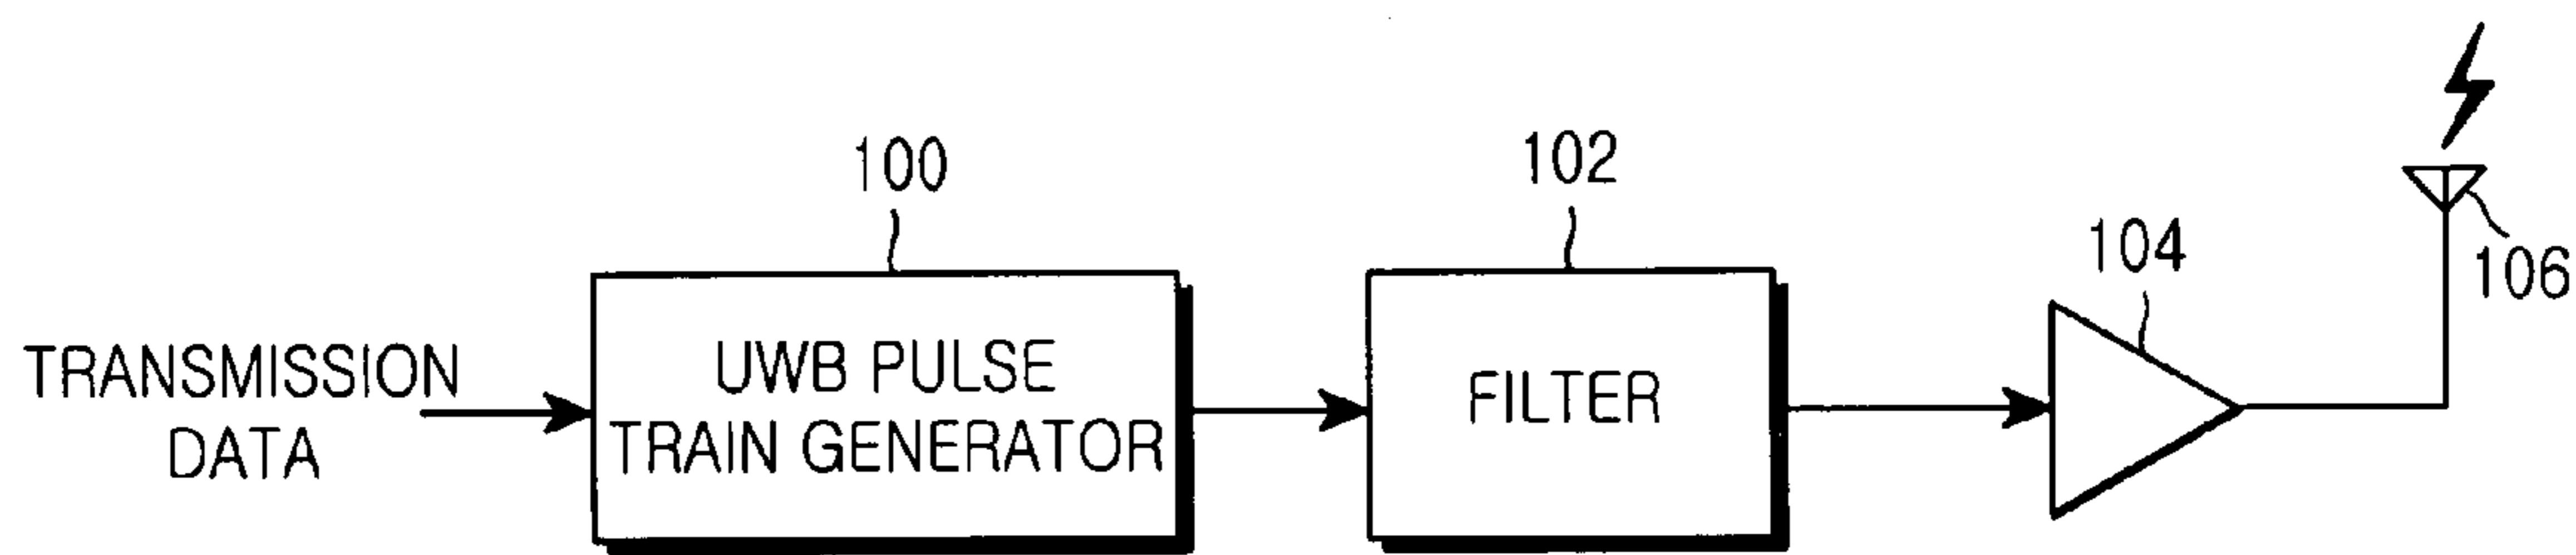 100
102
104
106
TRANSMISSION
DATA
UWB PULSE
TRAIN GENERATOR
FILTER